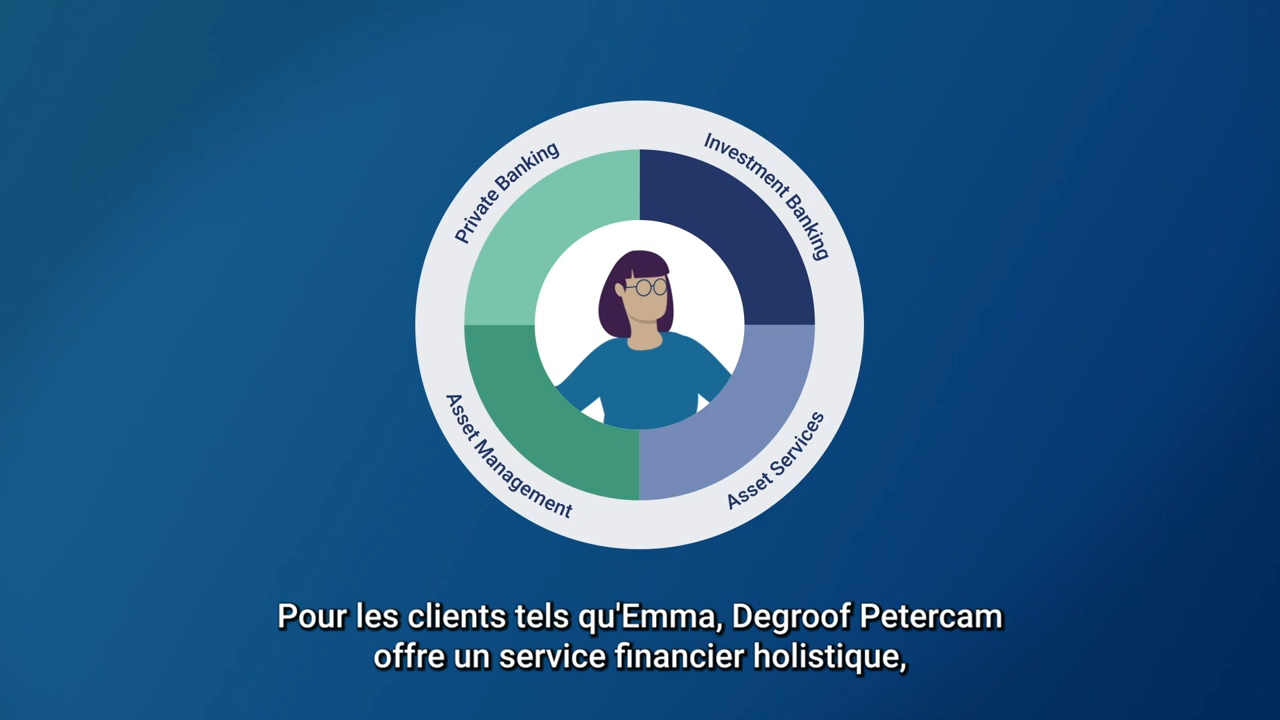 Private Banking
Investment Banking
Asset Management
Asset Services
Pour les clients tels qu'Emma, Degroof Petercam
offre un service financier holistique,